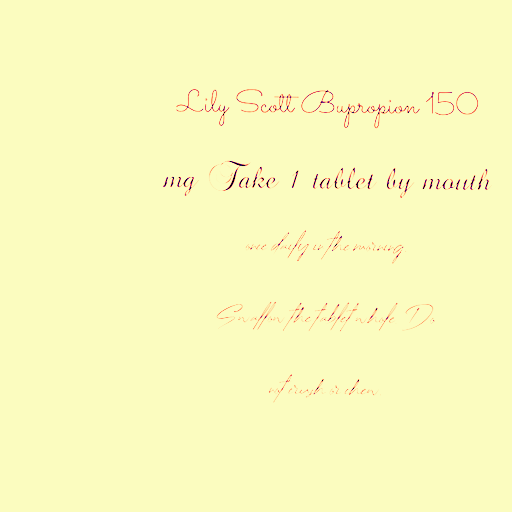 Lily Scott Bupropion 150
mg Take 1 tablet by mouth
once daily in the morning
Swallow the tablet whole Do
not crush or chew